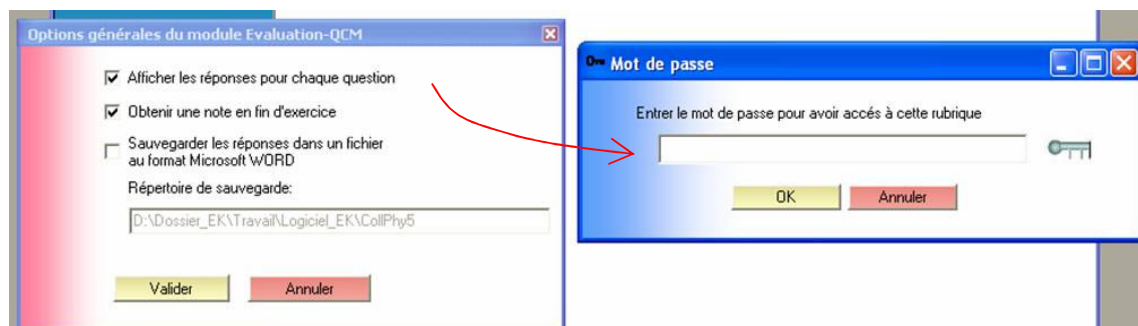 Options générales du module Evaluation-QCM
Afficher les réponses pour chaque question
Obtenir une note en fin d'exercice
Sauvegarder les réponses dans un fichier
au format Microsoft WORD
Répertoire de sauvegarde:
D:\Dossier_EK\Travail\Logiciel_EK\CollPhy5
Valider
Annuler
Mot de passe
Entrer le mot de passe pour avoir accés à cette rubrique
OK
Annuler